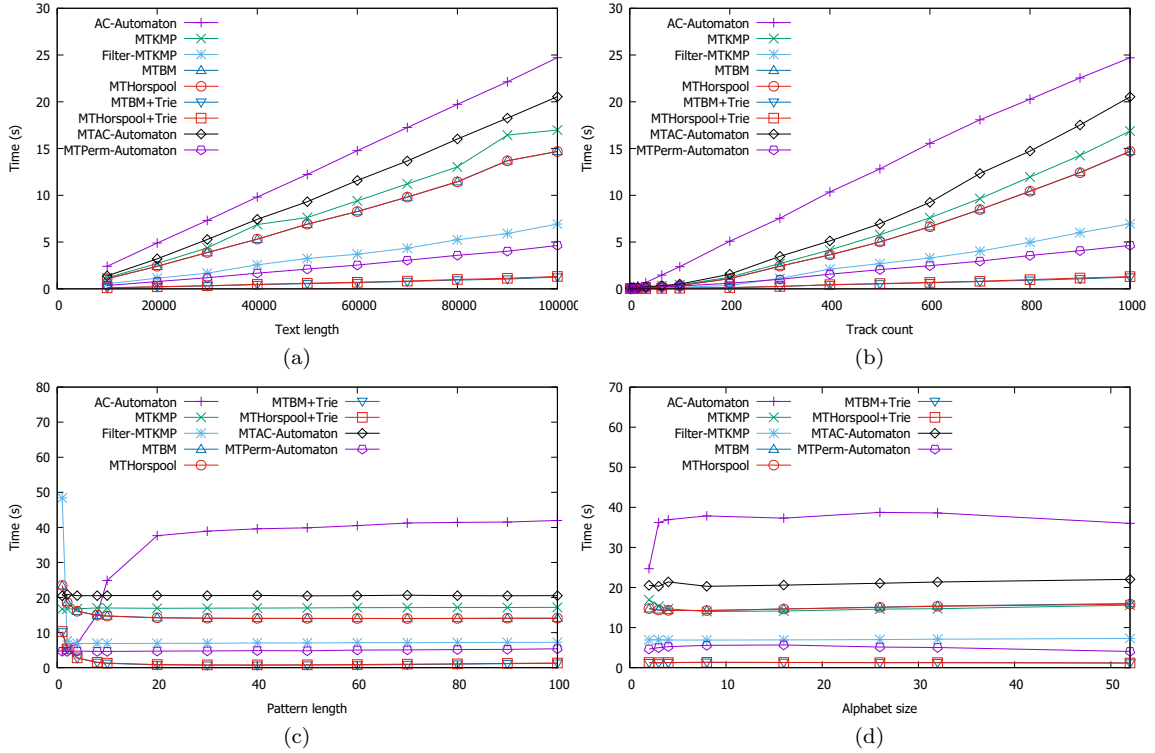 30
25
20
15
10
5
0
Time (s)
AC-Automaton
MTKMP
Filter-MTKMP
MTBM
MTHorspool
MTBM+Trie
MTHorspool+Trie
MTAC-Automaton
MTPerm-Automaton
0 20000 40000 60000 80000 100000
Text length
(a)
30
25
20
15
10
5
0
Time (s)
AC-Automaton
MTKMP
Filter-MTKMP
MTBM
MTHorspool
MTBM+Trie
MTHorspool+Trie
MTAC-Automaton
MTPerm-Automaton
0 200 400 600 800 1000
Track count
(b)
80
70
60
50
40
30
20
10
0
Time (s)
AC-Automaton
MTKMP
Filter-MTKMP
MTBM
MTHorspool
MTBM+Trie
MTHorspool+Trie
MTAC-Automaton
MTPerm-Automaton
0 20 40 60 80 100
Pattern length
(c)
70
60
50
40
30
20
10
0
Time (s)
AC-Automaton
MTKMP
Filter-MTKMP
MTBM
MTHorspool
MTBM+Trie
MTHorspool+Trie
MTAC-Automaton
MTPerm-Automaton
0 10 20 30 40 50
Alphabet size
(d)